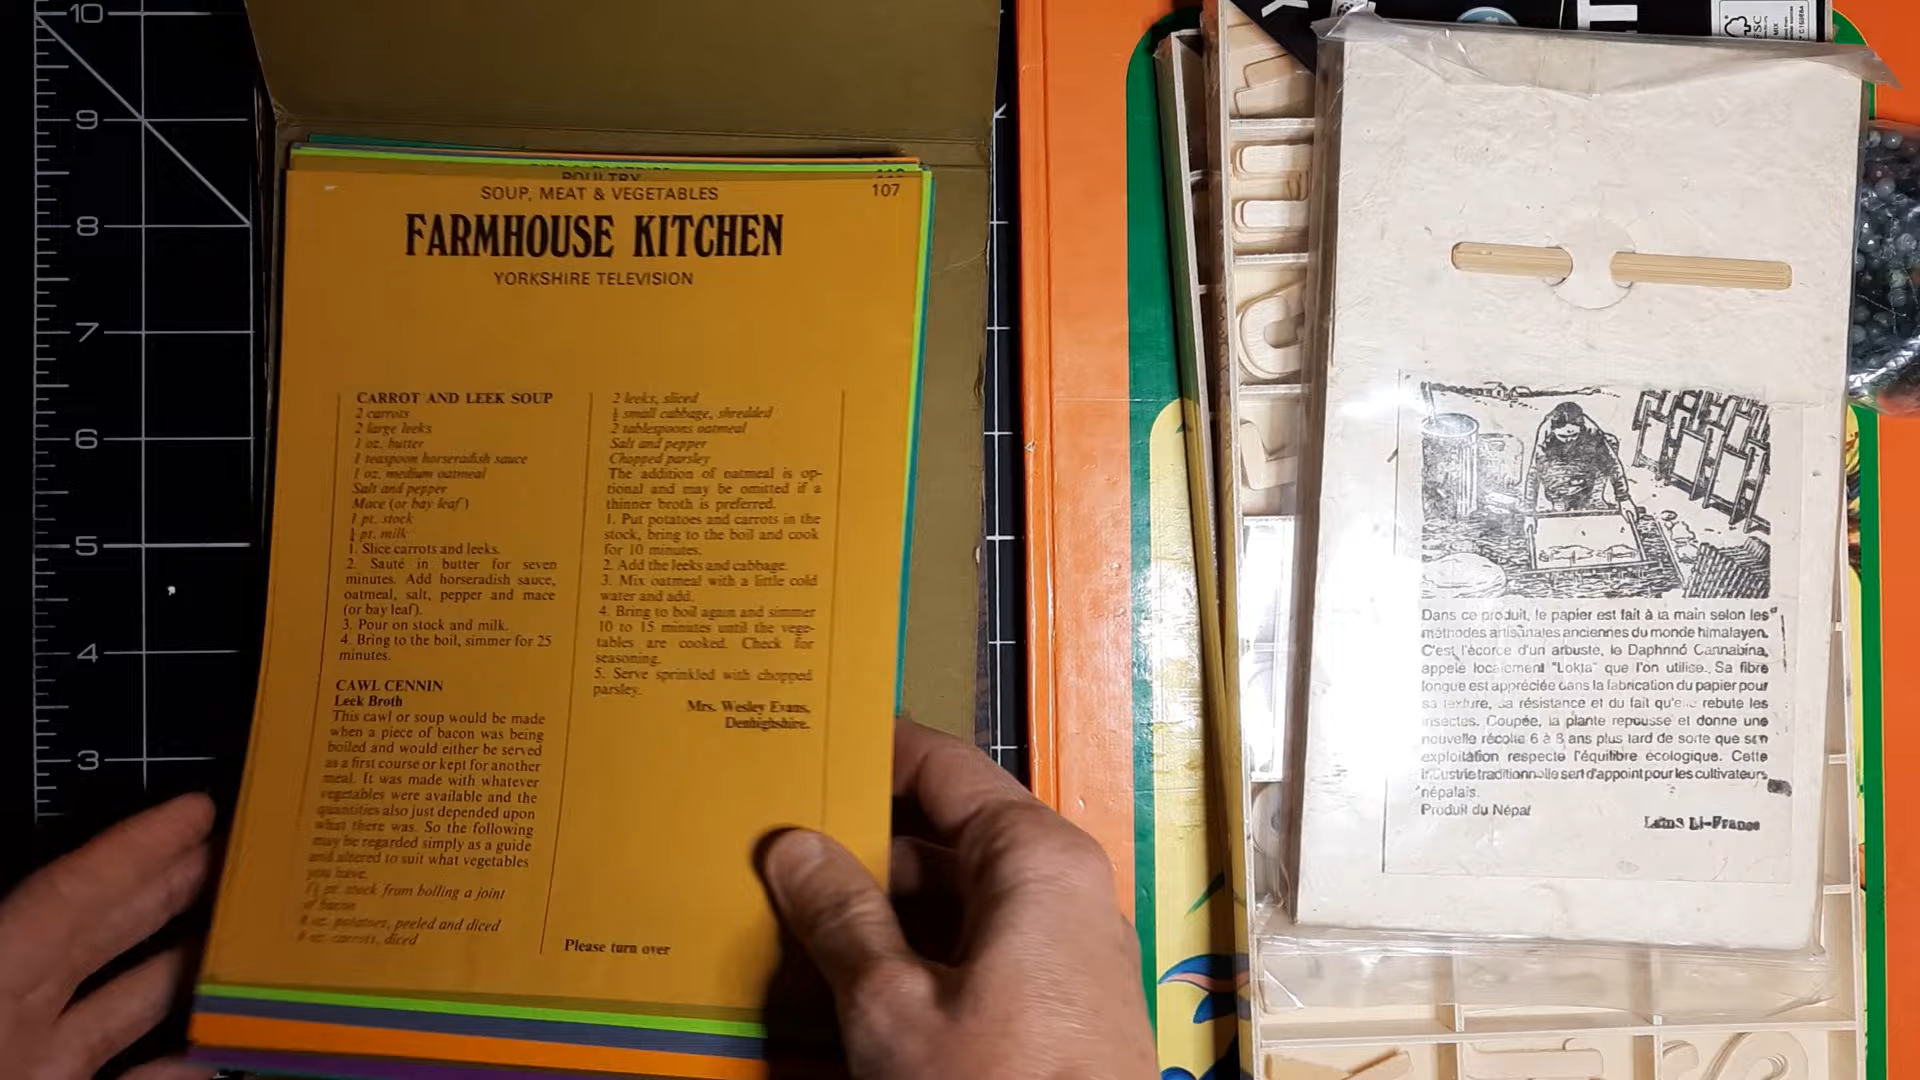 10
9
8
7
6
5
4
3
POULTRY
SOUP, MEAT & VEGETABLES
107
FARMHOUSE KITCHEN
YORKSHIRE TELEVISION
CARROT AND LEEK SOUP
2 carrots
2 large leeks
1 oz. butter
1 teaspoon horseradish sauce
1 oz. medium oatmeal
Salt and pepper
Mace (or bay leaf)
1 pt. stock
pt. milk
1. Slice carrots and leeks.
2. Sauté in butter for seven
minutes. Add horseradish sauce,
oatmeal, salt, pepper and mace
(or bay leaf).
3. Pour on stock and milk.
4. Bring to the boil, simmer for 25
minutes.
CAWL CENNIN
Leek Broth
This cawl or soup would be made
when a piece of bacon was being
boiled and would either be served
as a first course or kept for another
meal. It was made with whatever
vegetables were available and the
quantities also just depended upon
what there was. So the following
may be regarded simply as a guide
and altered to suit what vegetables
you have.
pt. stock from boiling a joint
of bacon
oz. potatoes, peeled and diced
oz. carrots, diced
2 leeks, sliced
small cabbage, shredded
2 tablespoons oatmeal
Salt and pepper
Chopped parsley
The addition of oatmeal is op-
tional and may be omitted if a
thinner broth is preferred.
1. Put potatoes and carrots in the
stock, bring to the boil and cook
for 10 minutes.
2. Add the leeks and cabbage.
3. Mix oatmeal with a little cold
water and add.
4. Bring to boil again and simmer
10 to 15 minutes until the vege-
tables are cooked. Check for
seasoning.
5. Serve sprinkled with chopped
parsley.
Mrs. Wesley Evans,
Denbighshire.
Please turn over
FSC
MIX
Dans ce produit, le papier est fait à la main selon les
méthodes artisanales anciennes du monde himalayen.
C'est l'écorce d'un arbuste, le Daphnné Cannabina,
appelé localement "Lokta" que l'on utilise. Sa fibre
longue est appréciée dans la fabrication du papier pour
sa texture, sa résistance et du fait qu'elle rebute les
insectes. Coupée, la plante repousse et donne une
nouvelle récolte 6 à 8 ans plus tard de sorte que son
exploitation respecte l'équilibre écologique. Cette
industrie traditionnelle sert d'appoint pour les cultivateurs
népalais.
Produit du Népal